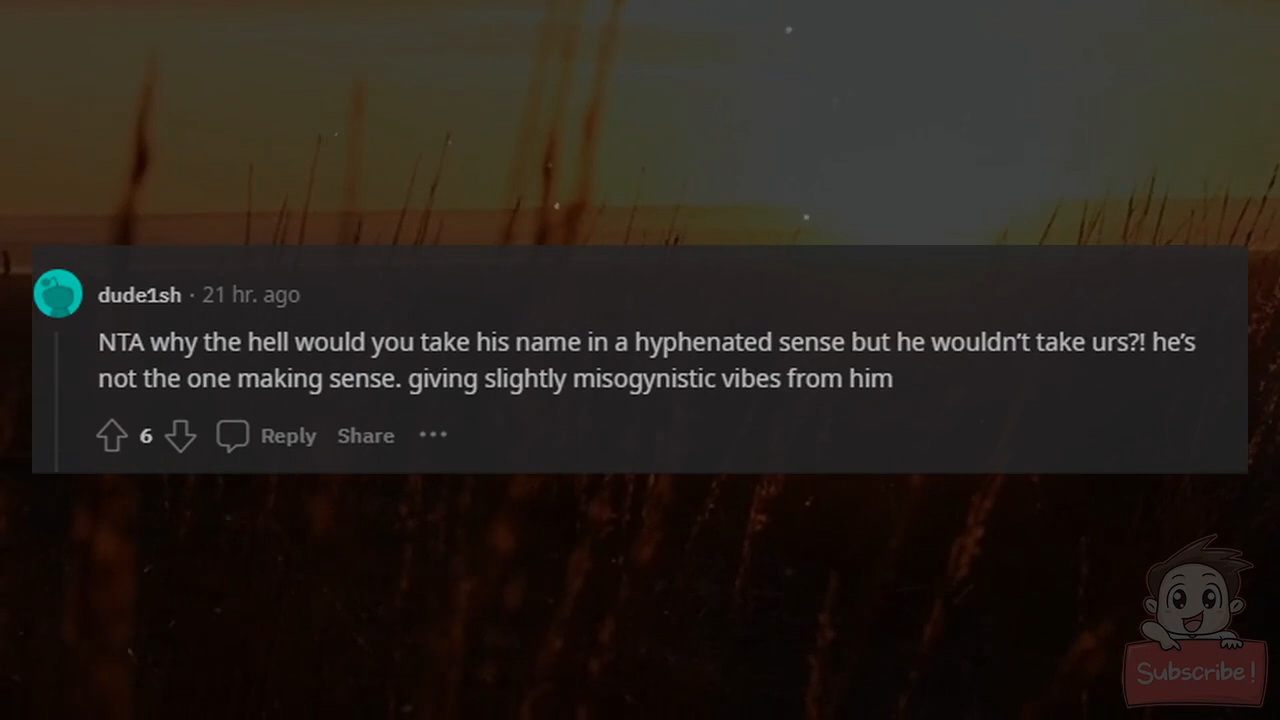 dude1sh · 21 hr. ago
NTA why the hell would you take his name in a hyphenated sense but he wouldn't take urs?! he's
not the one making sense. giving slightly misogynistic vibes from him
6 Reply Share ···
Subscribe!